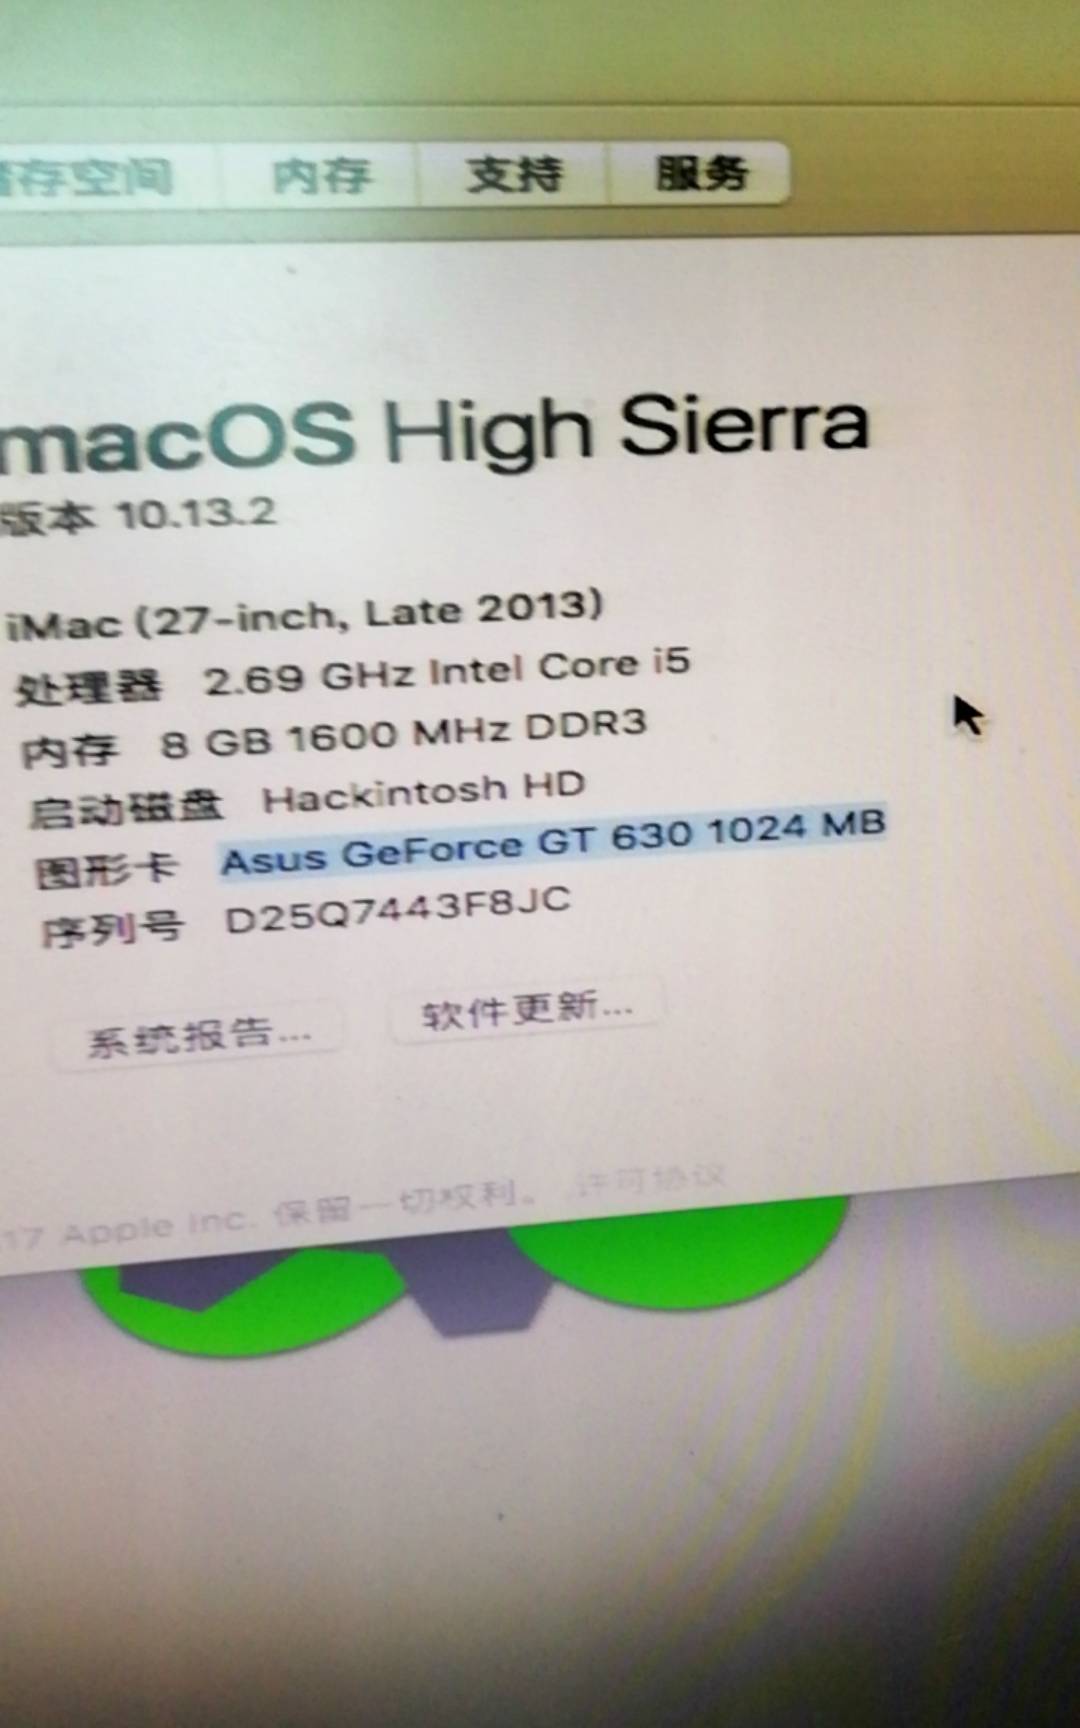 存空间 内存 支持 服务
macOS High Sierra
版本 10.13.2
iMac (27-inch, Late 2013)
处理器 2.69 GHz Intel Core i5
内存 8 GB 1600 MHz DDR3
启动磁盘 Hackintosh HD
图形卡 Asus GeForce GT 630 1024 MB
序列号 D25Q7443F8JC
系统报告... 软件更新...
17 Apple Inc. 保留一切权利。 许可协议